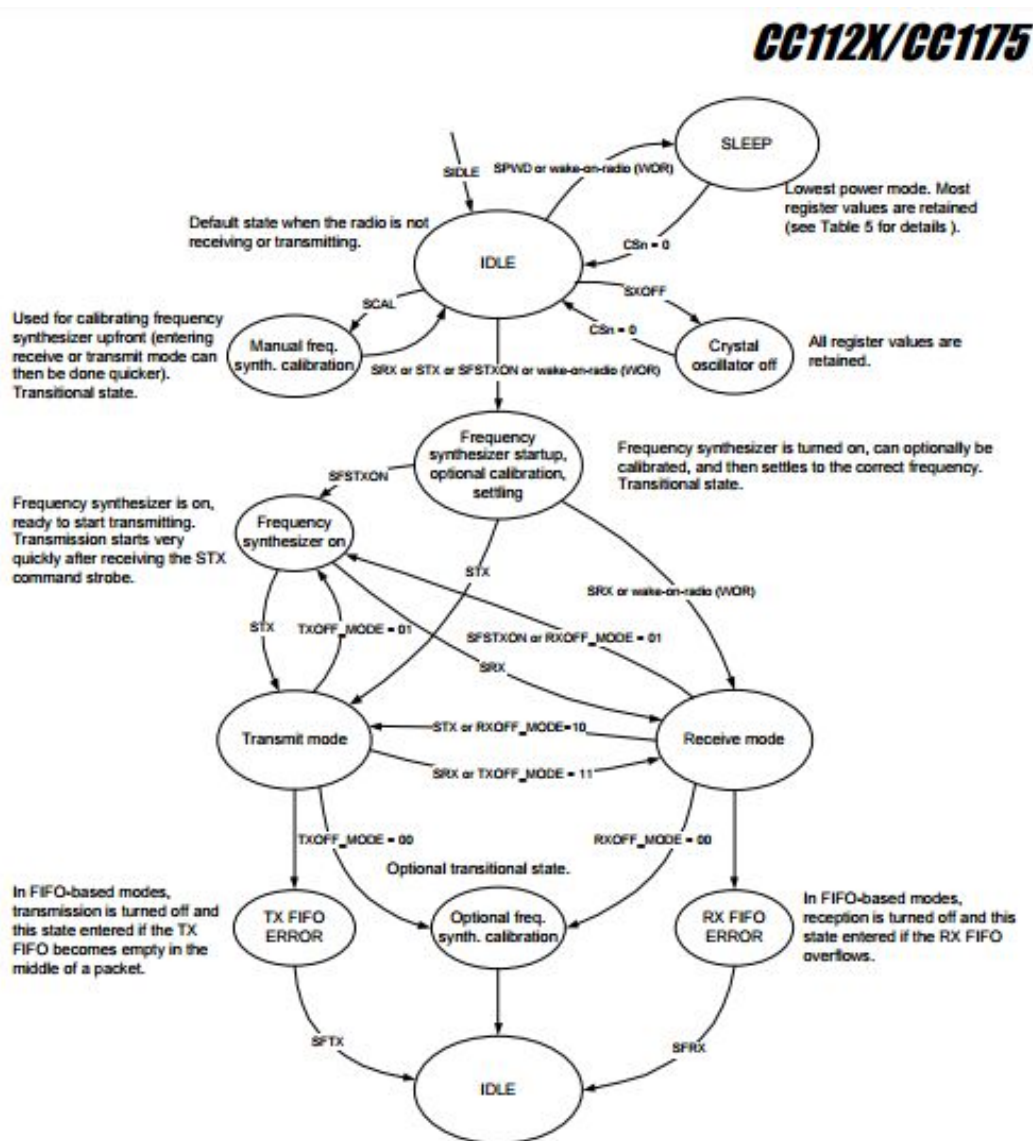 CC112X/CC1175
SLEEP
SIDLE
SPWD or wake-on-radio (WOR)
Lowest power mode. Most
register values are retained
(see Table 5 for details ).
Default state when the radio is not
receiving or transmitting.
CSn = 0
IDLE
SXOFF
SCAL
CSn = 0
Used for calibrating frequency
synthesizer upfront (entering
receive or transmit mode can
then be done quicker).
Transitional state.
Manual freq.
synth. calibration
Crystal
oscillator off
All register values are
retained.
SRX or STX or SFSTXON or wake-on-radio (WOR)
Frequency
synthesizer startup,
optional calibration,
settling
Frequency synthesizer is turned on, can optionally be
calibrated, and then settles to the correct frequency.
Transitional state.
SFSTXON
Frequency synthesizer is on,
ready to start transmitting.
Transmission starts very
quickly after receiving the STX
command strobe.
Frequency
synthesizer on
STX
SRX or wake-on-radio (WOR)
STX
TXOFF_MODE = 01
SFSTXON or RXOFF_MODE = 01
SRX
Transmit mode
STX or RXOFF_MODE=10
Receive mode
SRX or TXOFF_MODE = 11
TXOFF_MODE = 00
RXOFF_MODE = 00
Optional transitional state.
In FIFO-based modes,
transmission is turned off and
this state entered if the TX
FIFO becomes empty in the
middle of a packet.
TX FIFO
ERROR
Optional freq.
synth. calibration
RX FIFO
ERROR
In FIFO-based modes,
reception is turned off and this
state entered if the RX FIFO
overflows.
SFTX
SFRX
IDLE